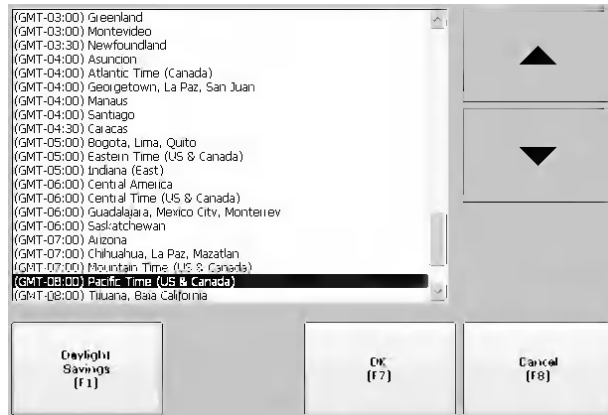 (GMT-03:00) Greenland
(GMT-03:00) Montevideo
(GMT-03:30) Newfoundland
(GMT-04:00) Asuncion
(GMT-04:00) Atlantic Time (Canada)
(GMT-04:00) Georgetown, La Paz, San Juan
(GMT-04:00) Manaus
(GMT-04:00) Santiago
(GMT-04:30) Caracas
(GMT-05:00) Bogota, Lima, Quito
(GMT-05:00) Eastern Time (US & Canada)
(GMT-05:00) Indiana (East)
(GMT-06:00) Central America
(GMT-06:00) Central Time (US & Canada)
(GMT-06:00) Guadalajara, Mexico City, Monterrey
(GMT-06:00) Saskatchewan
(GMT-07:00) Arizona
(GMT-07:00) Chihuahua, La Paz, Mazatlan
(GMT-07:00) Mountain Time (US & Canada)
(GMT-08:00) Pacific Time (US & Canada)
(GMT-08:00) Tijuana, Baja California
Daylight
Savings
(F1)
OK
(F7)
Cancel
(F8)